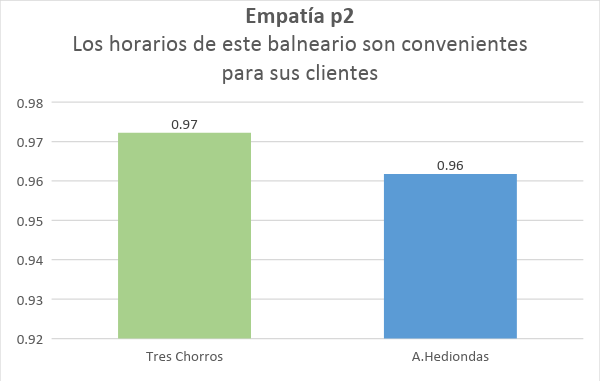 Empatía p2
Los horarios de este balneario son convenientes
para sus clientes
0.98
0.97
0.96
0.95
0.94
0.93
0.92
0.97
0.96
Tres Chorros
A.Hediondas